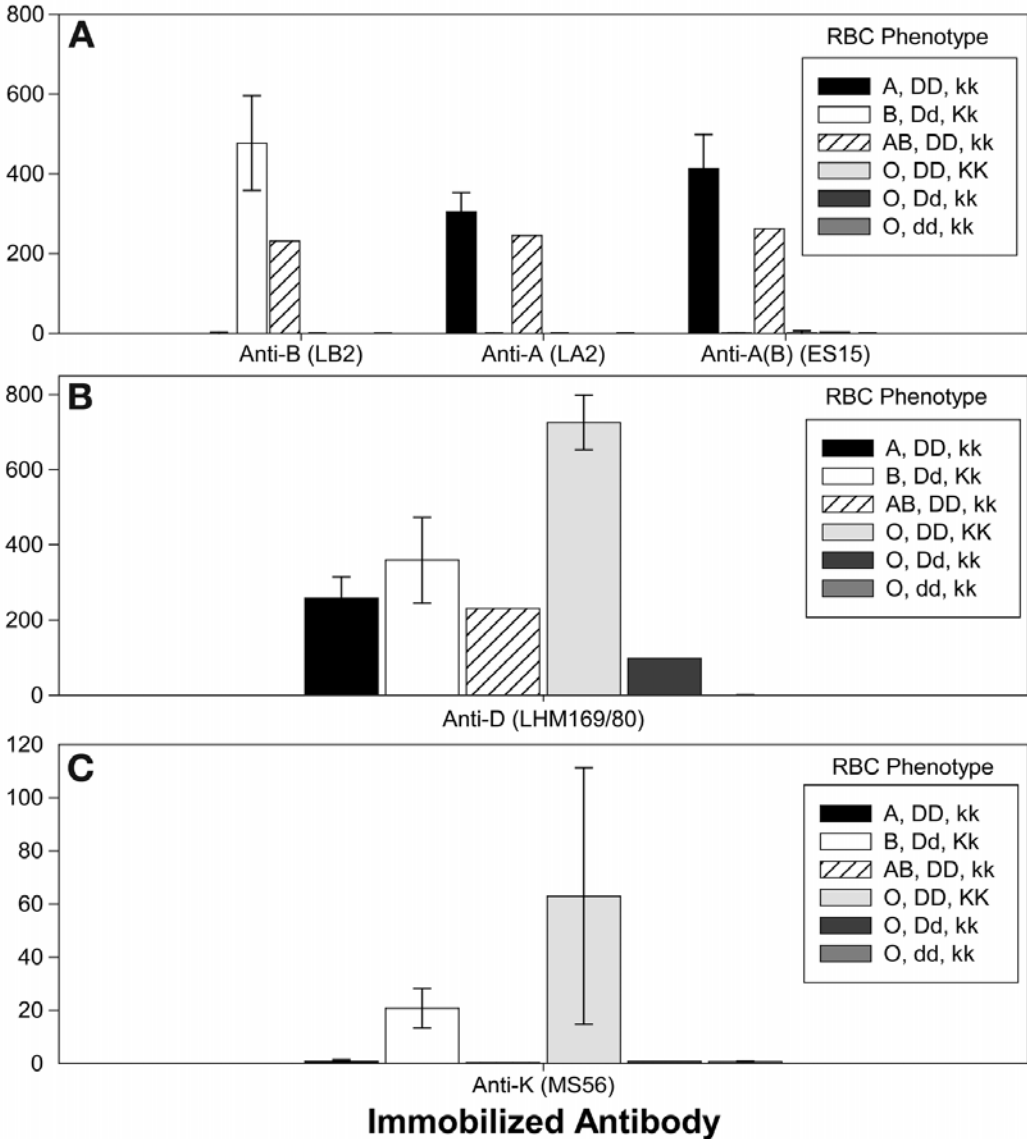 A
800
600
400
200
0
RBC Phenotype
A, DD, kk
B, Dd, Kk
AB, DD, kk
O, DD, KK
O, Dd, kk
O, dd, kk
Anti-B (LB2)
Anti-A (LA2)
Anti-A(B) (ES15)
B
800
600
400
200
0
RBC Phenotype
A, DD, kk
B, Dd, Kk
AB, DD, kk
O, DD, KK
O, Dd, kk
O, dd, kk
Anti-D (LHM169/80)
C
120
100
80
60
40
20
0
RBC Phenotype
A, DD, kk
B, Dd, Kk
AB, DD, kk
O, DD, KK
O, Dd, kk
O, dd, kk
Anti-K (MS56)
Immobilized Antibody